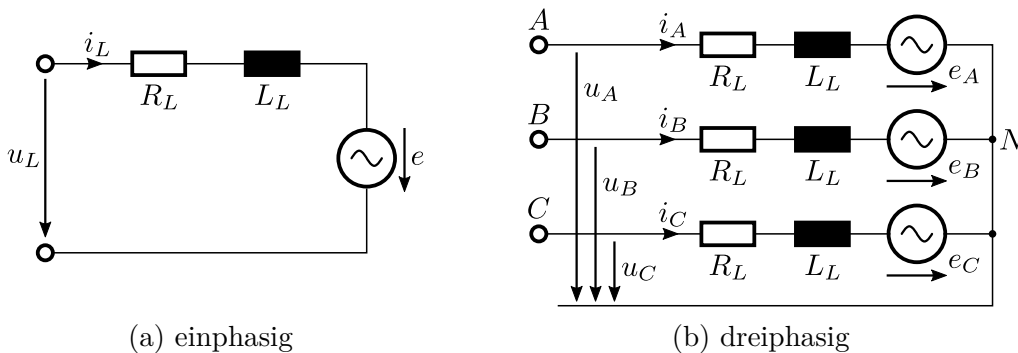 i_L
R_L
L_L
u_L
e
(a) einphasig
A
i_A
R_L
L_L
e_A
u_A
B
i_B
R_L
L_L
e_B
N
u_B
C
i_C
R_L
L_L
e_C
u_C
(b) dreiphasig